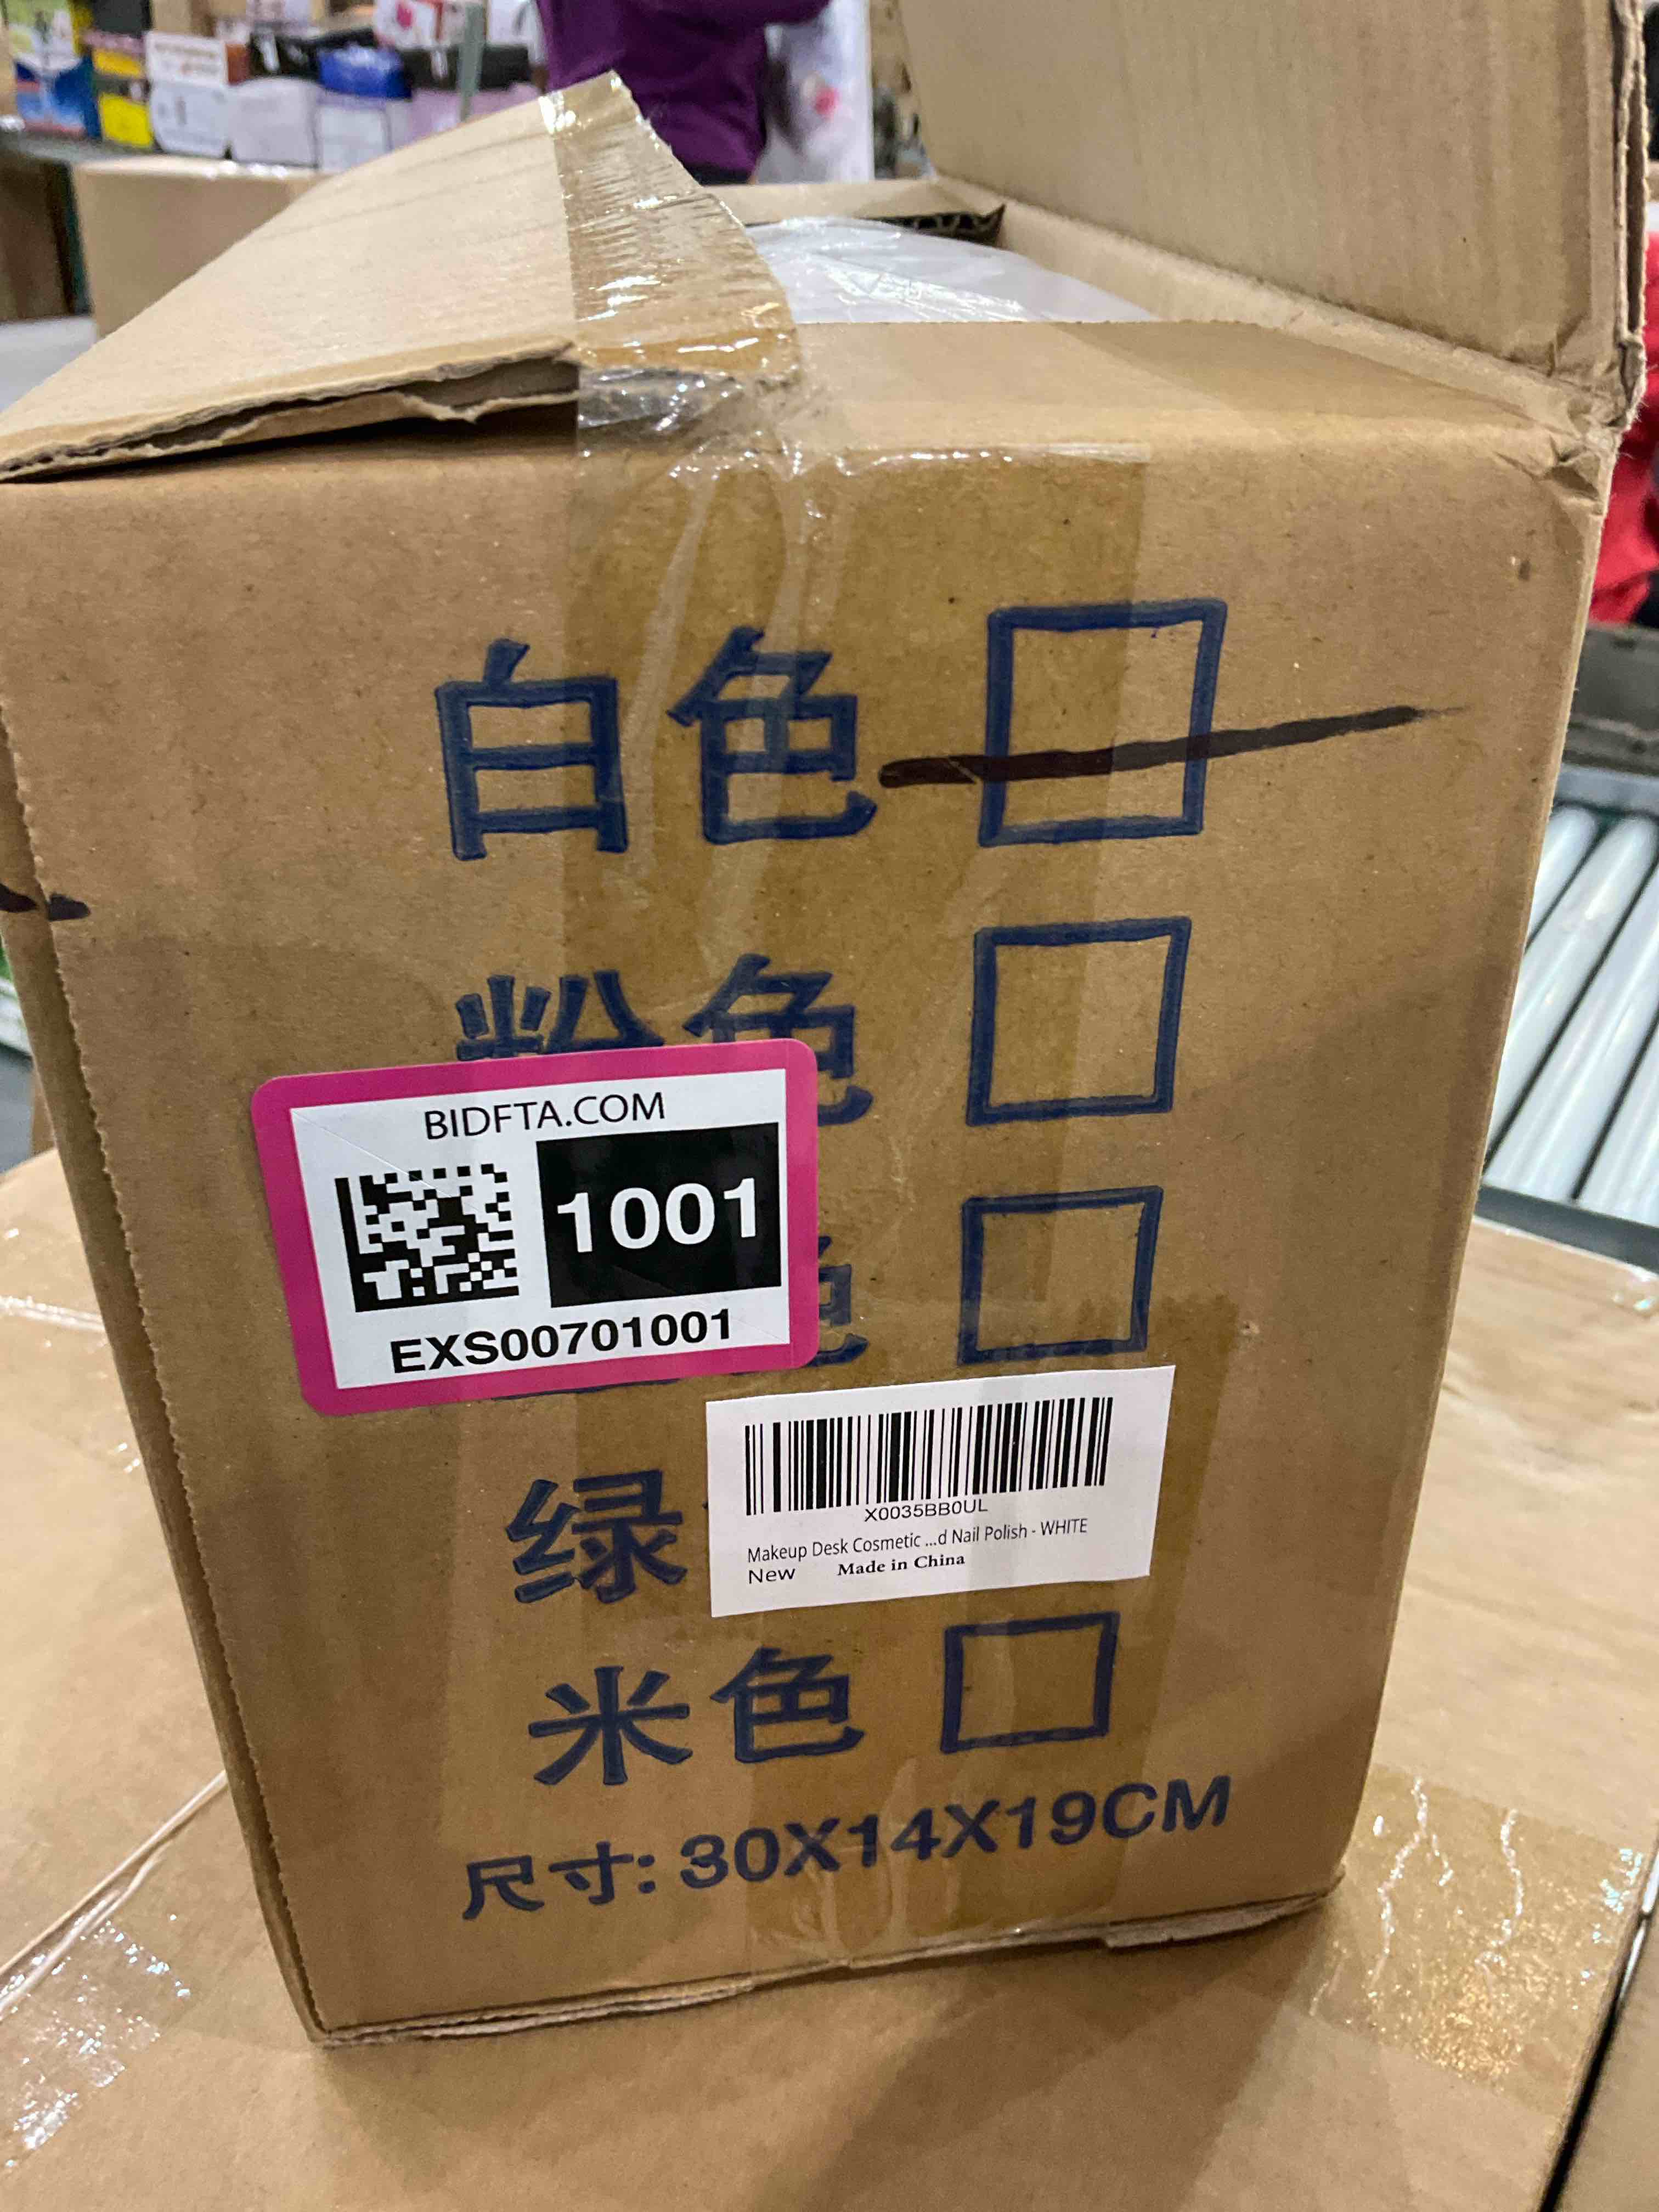 白色 □
粉色 □
色 □
BIDFTA.COM
1001
EXS00701001
绿
X0035BB0UL
Makeup Desk Cosmetic ...d Nail Polish - WHITE
New Made in China
米色 □
尺寸: 30X14X19CM